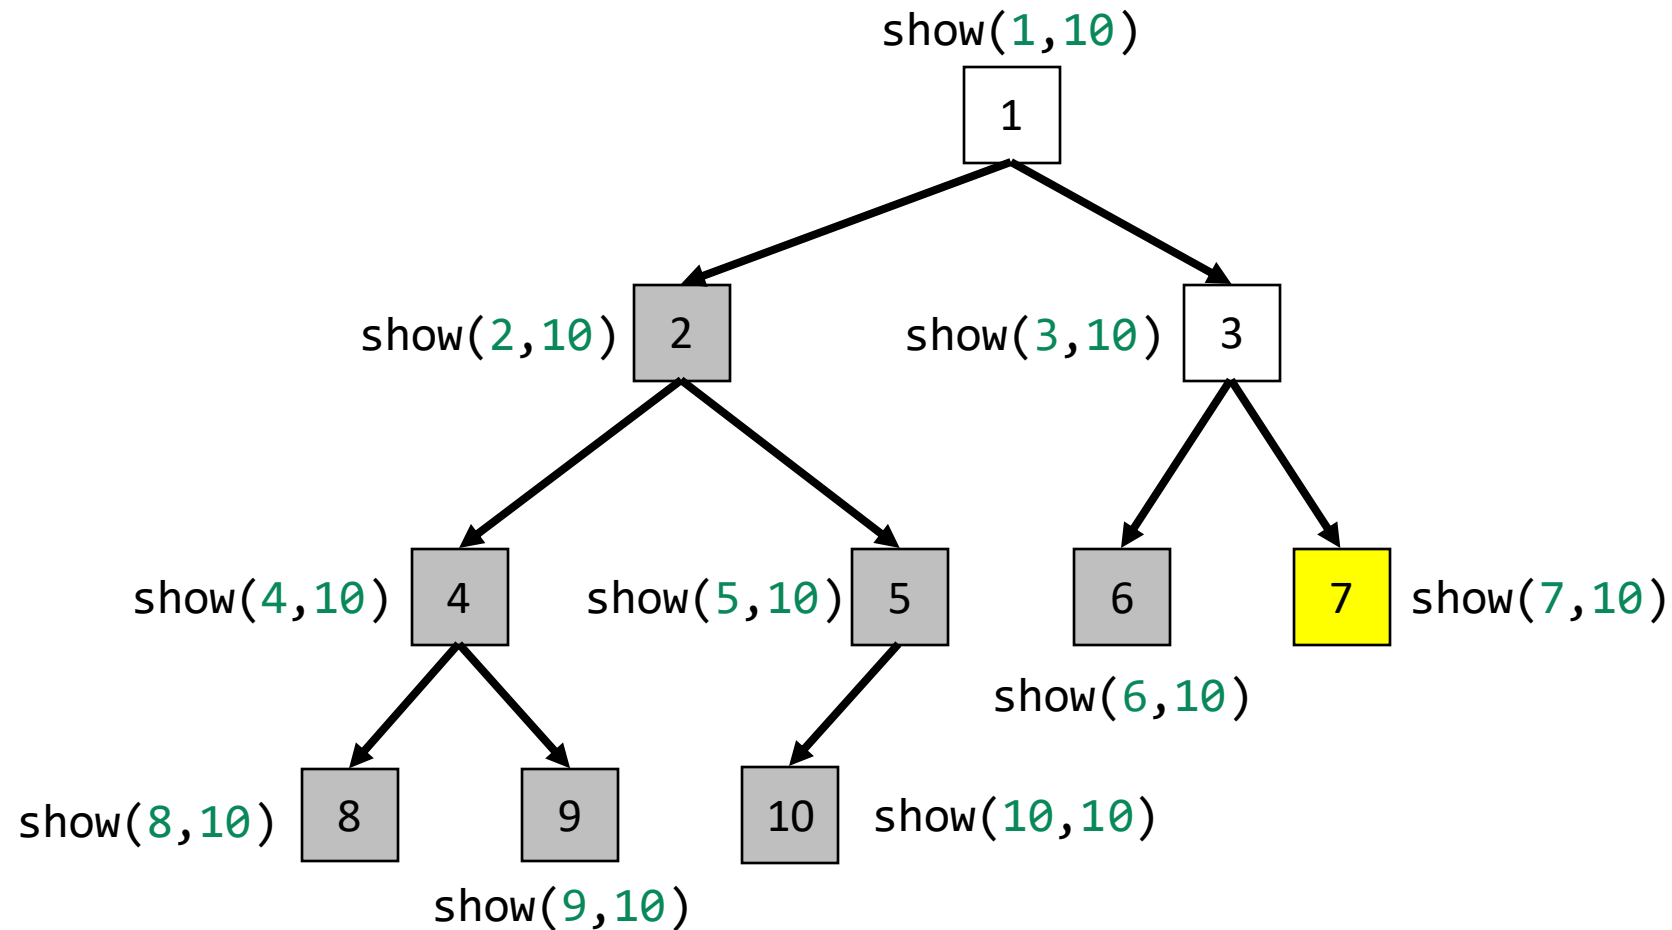 show(1,10)
1
show(2,10) 2
show(3,10) 3
show(4,10) 4
show(5,10) 5
6
7 show(7,10)
show(6,10)
show(8,10) 8
9
10 show(10,10)
show(9,10)